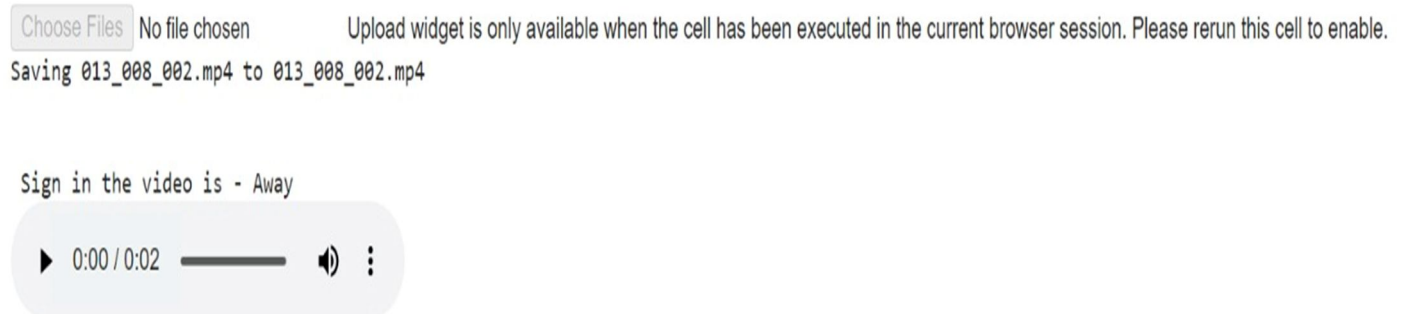 Choose Files No file chosen Upload widget is only available when the cell has been executed in the current browser session. Please rerun this cell to enable.
Saving 013_008_002.mp4 to 013_008_002.mp4
Sign in the video is - Away
0:00 / 0:02